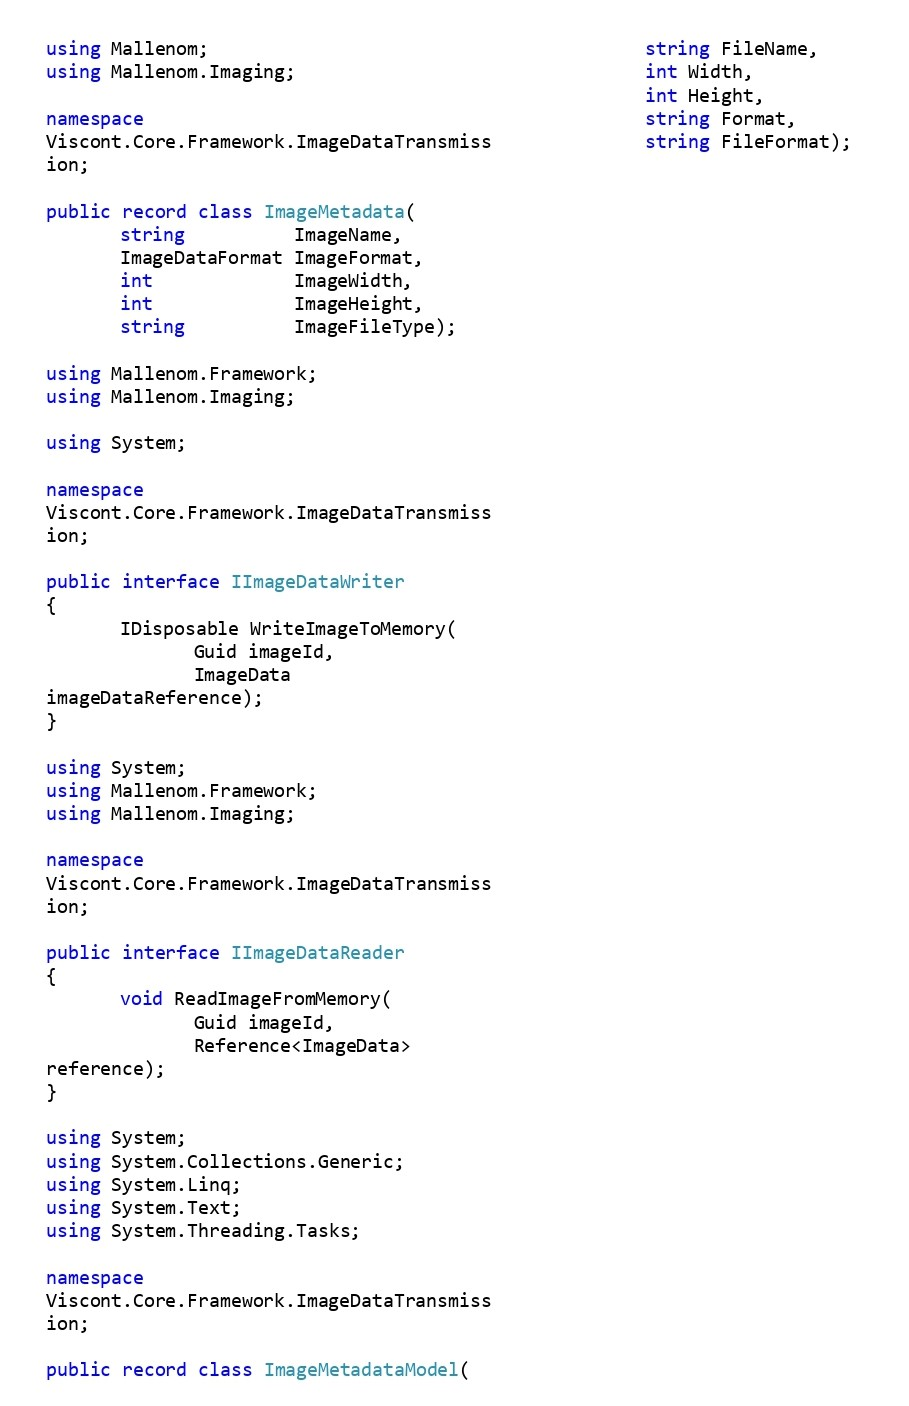 using Mallenom;
using Mallenom.Imaging;

namespace
Viscont.Core.Framework.ImageDataTransmiss
ion;

public record class ImageMetadata(
	string          ImageName,
	ImageDataFormat ImageFormat,
	int             ImageWidth,
	int             ImageHeight,
	string          ImageFileType);

using Mallenom.Framework;
using Mallenom.Imaging;

using System;

namespace
Viscont.Core.Framework.ImageDataTransmiss
ion;

public interface IImageDataWriter
{
	IDisposable WriteImageToMemory(
		Guid imageId,
		ImageData
imageDataReference);
}

using System;
using Mallenom.Framework;
using Mallenom.Imaging;

namespace
Viscont.Core.Framework.ImageDataTransmiss
ion;

public interface IImageDataReader
{
	void ReadImageFromMemory(
		Guid imageId,
		Reference<ImageData>
reference);
}

using System;
using System.Collections.Generic;
using System.Linq;
using System.Text;
using System.Threading.Tasks;

namespace
Viscont.Core.Framework.ImageDataTransmiss
ion;

public record class ImageMetadataModel(
	string FileName,
	int Width,
	int Height,
	string Format,
	string FileFormat);